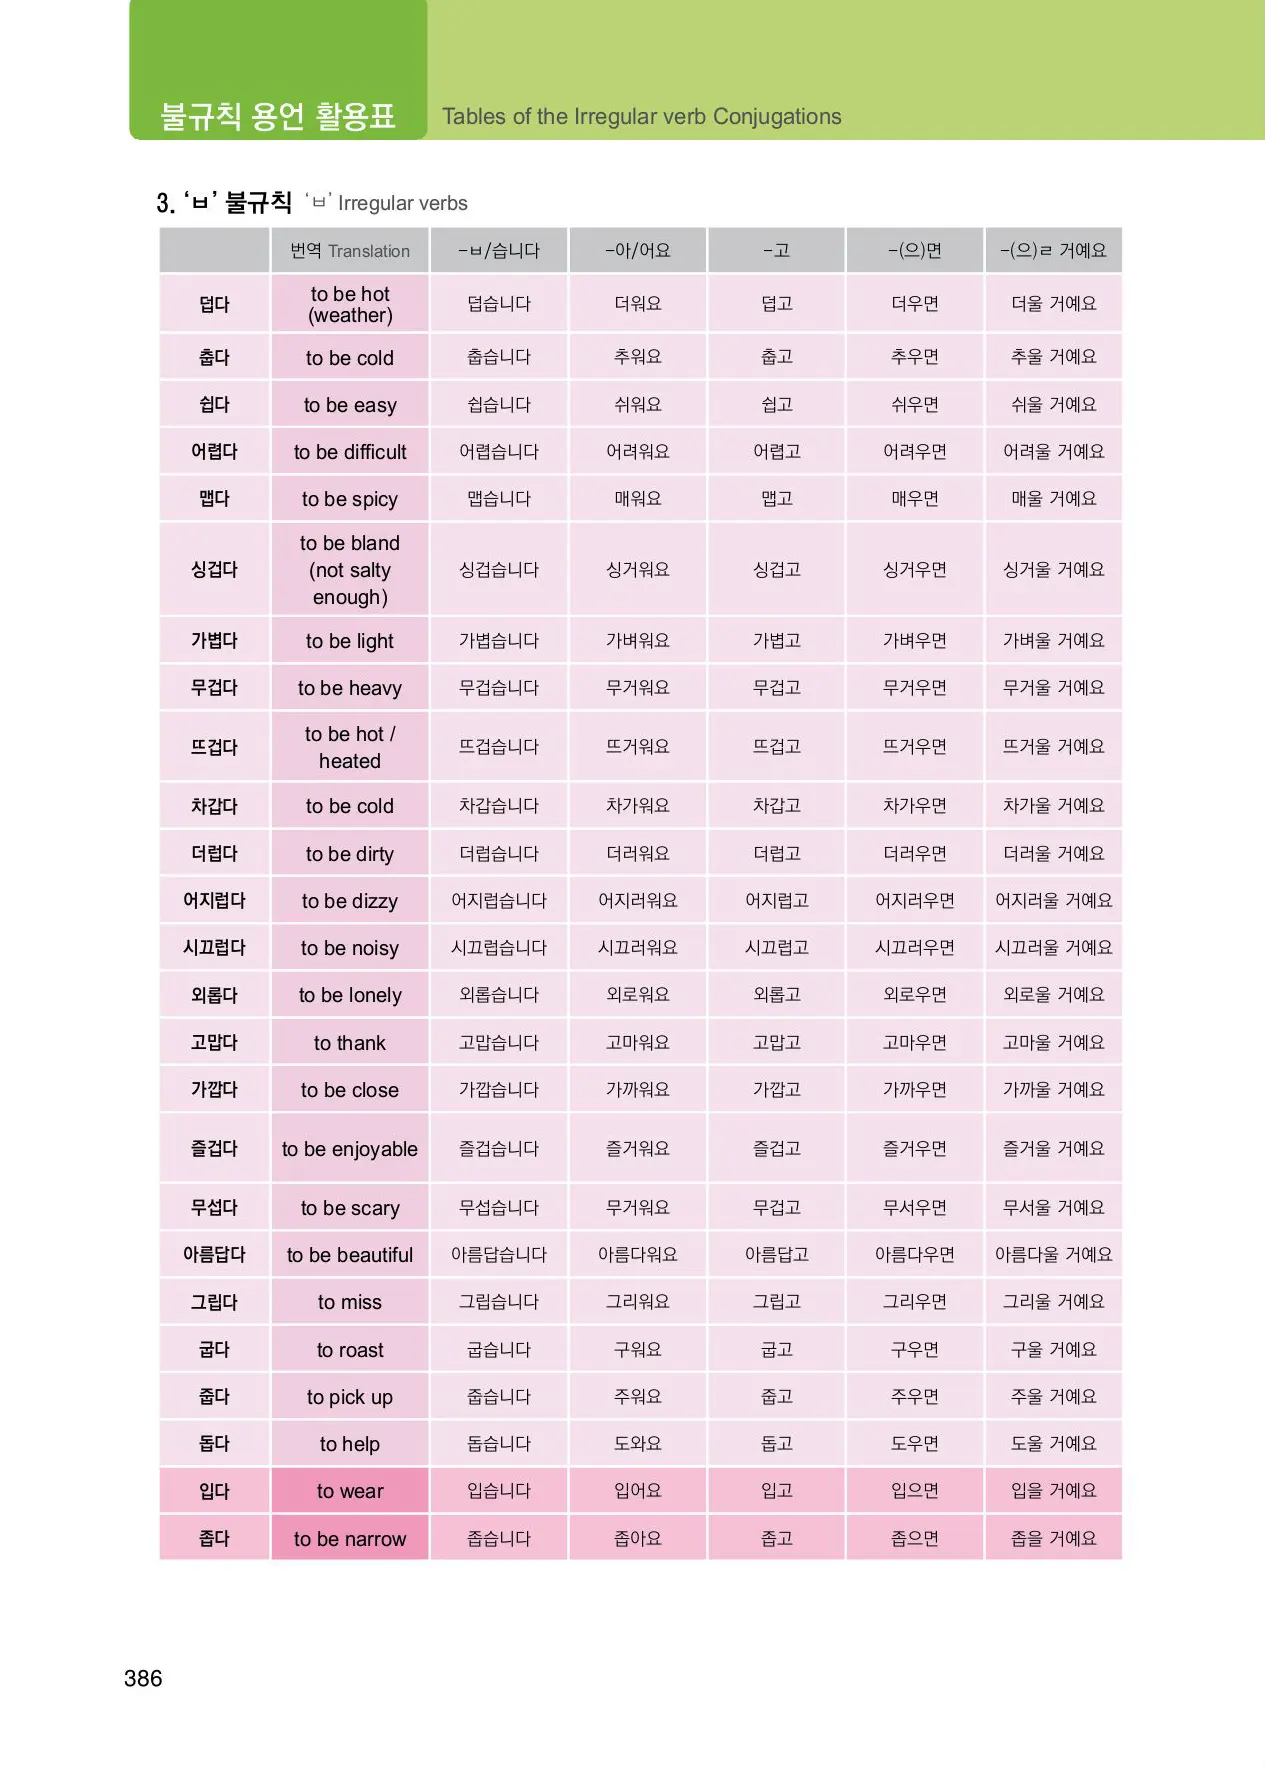 불규칙 용언 활용표 Tables of the Irregular verb Conjugations
3. ‘ㅂ’ 불규칙 ‘ㅂ’ Irregular verbs
번역 Translation -ㅂ/습니다 -아/어요 -고 -(으)면 -(으)ㄹ 거예요
덥다 to be hot (weather) 덥습니다 더워요 덥고 더우면 더울 거예요
춥다 to be cold 춥습니다 추워요 춥고 추우면 추울 거예요
쉽다 to be easy 쉽습니다 쉬워요 쉽고 쉬우면 쉬울 거예요
어렵다 to be difficult 어렵습니다 어려워요 어렵고 어려우면 어려울 거예요
맵다 to be spicy 맵습니다 매워요 맵고 매우면 매울 거예요
싱겁다 to be bland (not salty enough) 싱겁습니다 싱거워요 싱겁고 싱거우면 싱거울 거예요
가볍다 to be light 가볍습니다 가벼워요 가볍고 가벼우면 가벼울 거예요
무겁다 to be heavy 무겁습니다 무거워요 무겁고 무거우면 무거울 거예요
뜨겁다 to be hot / heated 뜨겁습니다 뜨거워요 뜨겁고 뜨거우면 뜨거울 거예요
차갑다 to be cold 차갑습니다 차가워요 차갑고 차가우면 차가울 거예요
더럽다 to be dirty 더럽습니다 더러워요 더럽고 더러우면 더러울 거예요
어지럽다 to be dizzy 어지럽습니다 어지러워요 어지럽고 어지러우면 어지러울 거예요
시끄럽다 to be noisy 시끄럽습니다 시끄러워요 시끄럽고 시끄러우면 시끄러울 거예요
외롭다 to be lonely 외롭습니다 외로워요 외롭고 외로우면 외로울 거예요
고맙다 to thank 고맙습니다 고마워요 고맙고 고마우면 고마울 거예요
가깝다 to be close 가깝습니다 가까워요 가깝고 가까우면 가까울 거예요
즐겁다 to be enjoyable 즐겁습니다 즐거워요 즐겁고 즐거우면 즐거울 거예요
무섭다 to be scary 무섭습니다 무거워요 무겁고 무서우면 무서울 거예요
아름답다 to be beautiful 아름답습니다 아름다워요 아름답고 아름다우면 아름다울 거예요
그립다 to miss 그립습니다 그리워요 그립고 그리우면 그리울 거예요
굽다 to roast 굽습니다 구워요 굽고 구우면 구울 거예요
줍다 to pick up 줍습니다 주워요 줍고 주우면 주울 거예요
돕다 to help 돕습니다 도와요 돕고 도우면 도울 거예요
입다 to wear 입습니다 입어요 입고 입으면 입을 거예요
좁다 to be narrow 좁습니다 좁아요 좁고 좁으면 좁을 거예요
386